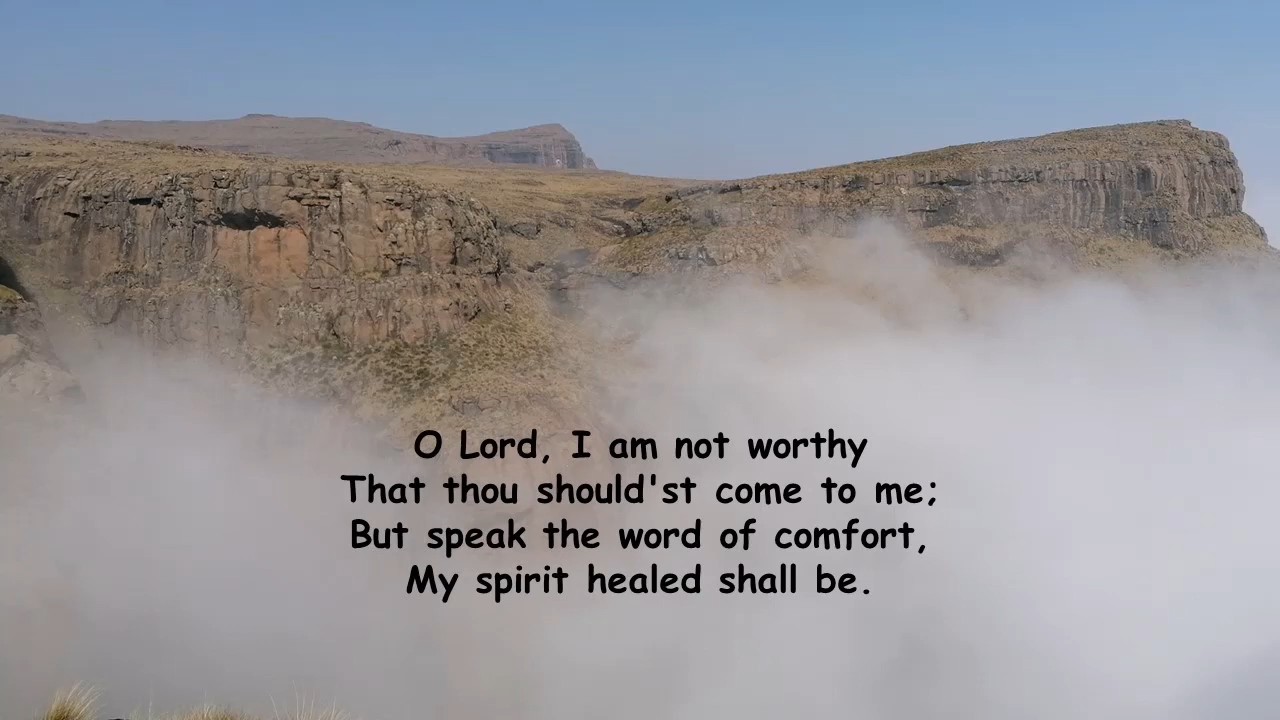 O Lord, I am not worthy
That thou should'st come to me;
But speak the word of comfort,
My spirit healed shall be.